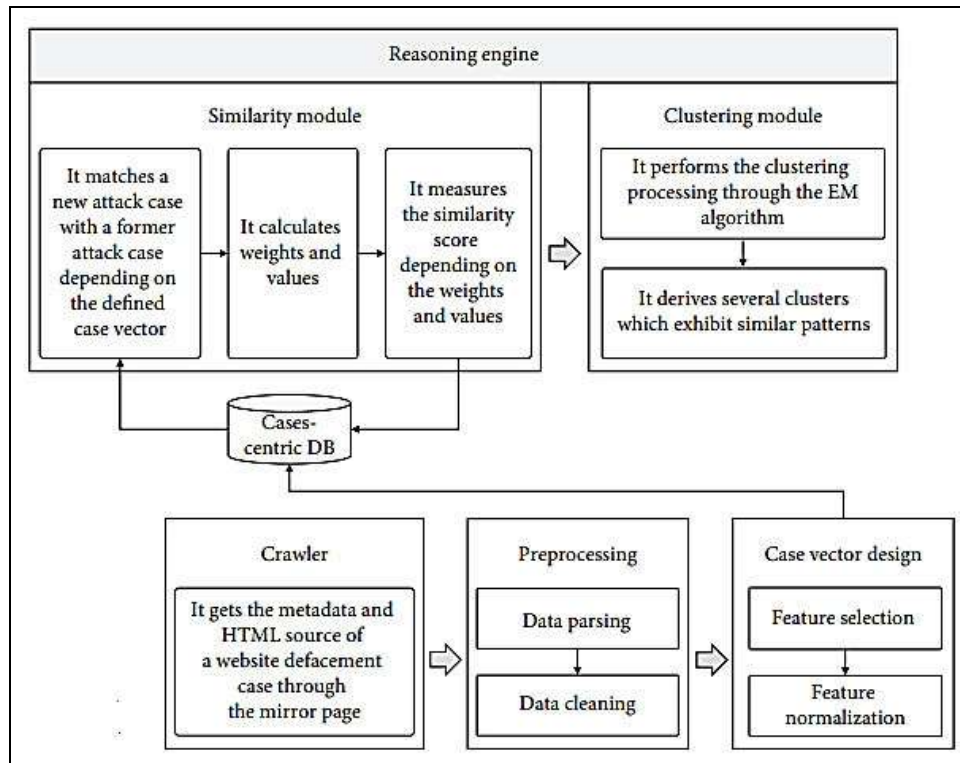 Reasoning engine
Similarity module
It matches a
new attack case
with a former
attack case
depending on
the defined
case vector
It calculates
weights and
values
It measures
the similarity
score
depending on
the weights
and values
Clustering module
It performs the clustering
processing through the EM
algorithm
It derives several clusters
which exhibit similar patterns
Cases-
centric DB
Crawler
It gets the metadata and
HTML source of
a website defacement
case through
the mirror page
Preprocessing
Data parsing
Data cleaning
Case vector design
Feature selection
Feature
normalization